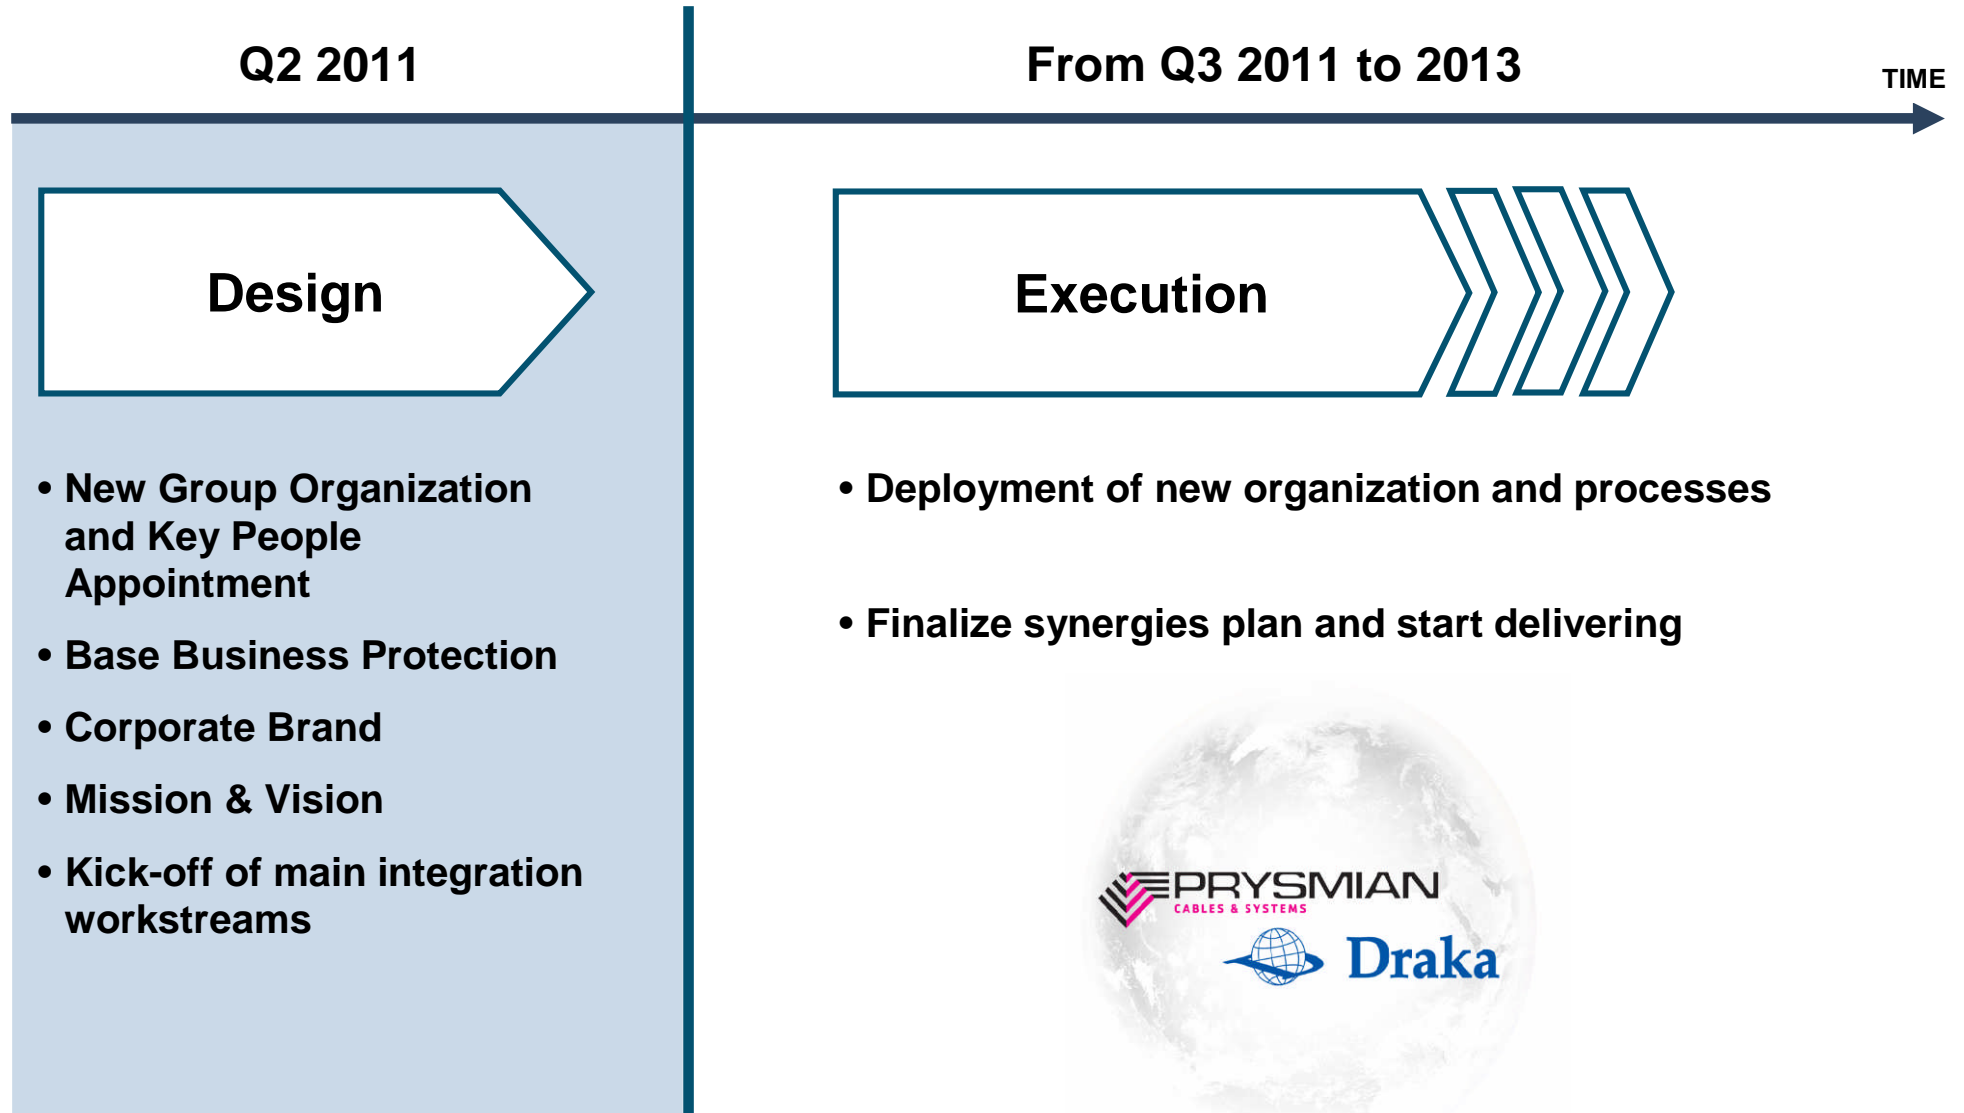 Q2 2011
From Q3 2011 to 2013
TIME
Design
Execution
• New Group Organization
and Key People
Appointment
• Base Business Protection
• Corporate Brand
• Mission & Vision
• Kick-off of main integration
workstreams
• Deployment of new organization and processes
• Finalize synergies plan and start delivering
PRYSMIAN
CABLES & SYSTEMS
Draka